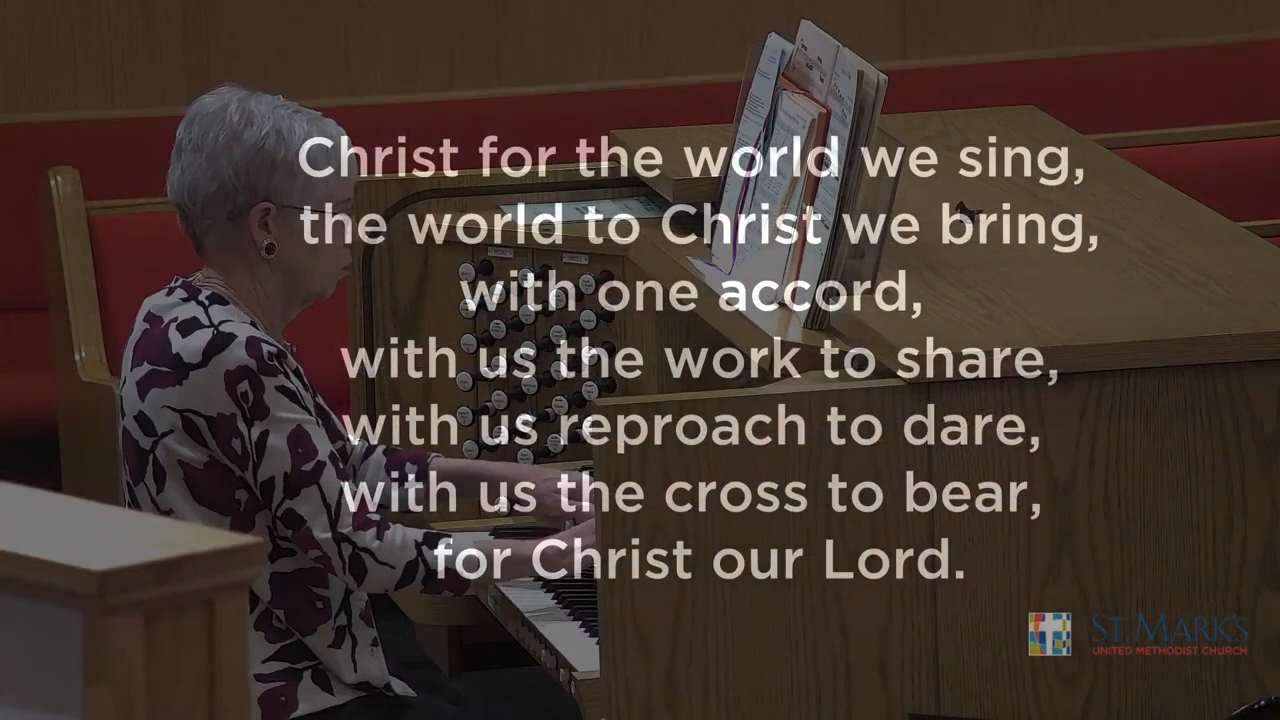 Christ for the world we sing,
the world to Christ we bring,
with one accord,
with us the work to share,
with us reproach to dare,
with us the cross to bear,
for Christ our Lord.
ST MARK'S
UNITED METHODIST CHURCH